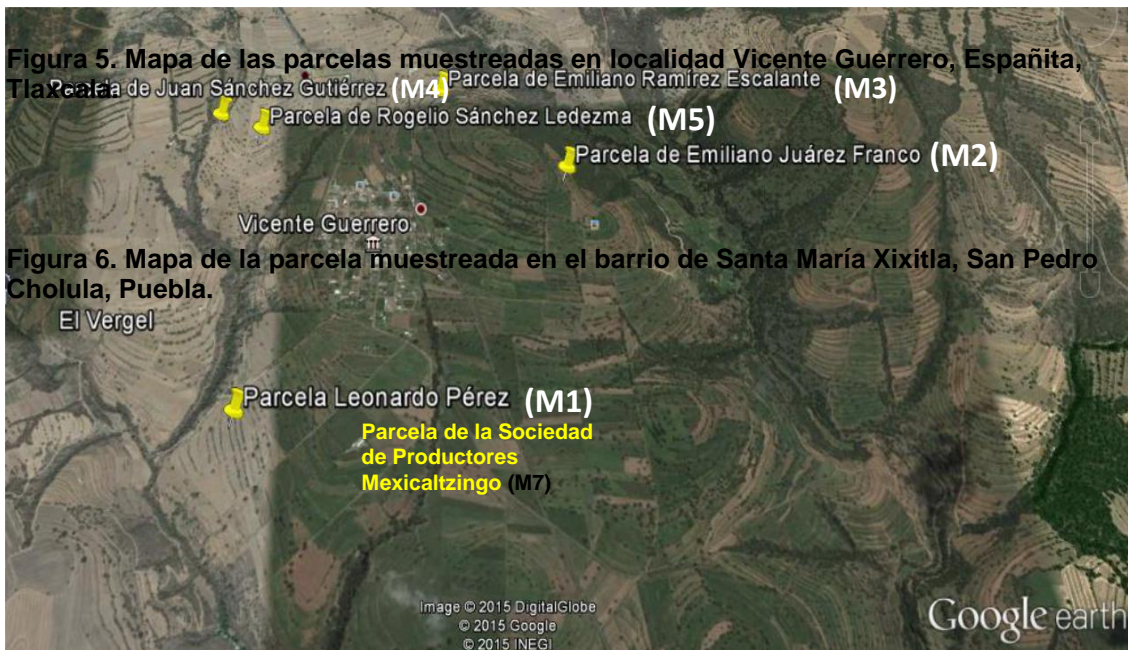 Figura 5. Mapa de las parcelas muestreadas en localidad Vicente Guerrero, Españita,
Tlaxcala.
Parcela de Emiliano Ramírez Escalante (M3)
Parcela de Juan Sánchez Gutiérrez (M4)
Parcela de Rogelio Sánchez Ledezma (M5)
Parcela de Emiliano Juárez Franco (M2)
Vicente Guerrero
Figura 6. Mapa de la parcela muestreada en el barrio de Santa María Xixitla, San Pedro
Cholula, Puebla.
El Vergel
Parcela Leonardo Pérez (M1)
Parcela de la Sociedad
de Productores
Mexicaltzingo (M7)
Image © 2015 DigitalGlobe
© 2015 Google
© 2015 INEGI
Google earth